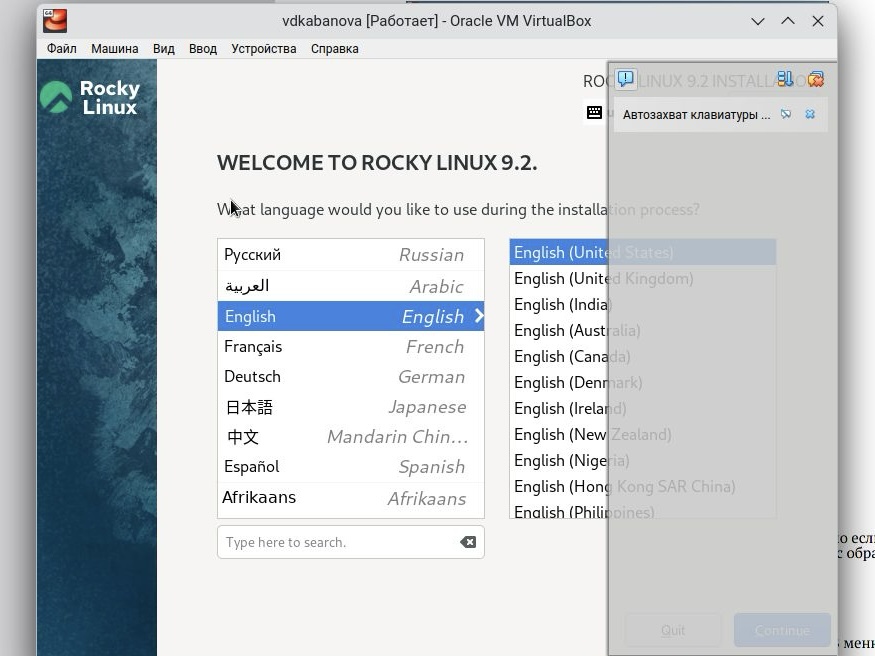 vdkabanova [Работает] - Oracle VM VirtualBox
Файл Машина Вид Ввод Устройства Справка
Rocky
Linux
ROCKY LINUX 9.2 INSTALLATION
Автозахват клавиатуры ...
WELCOME TO ROCKY LINUX 9.2.
What language would you like to use during the installation process?
Русский Russian
العربية Arabic
English English
Français French
Deutsch German
日本語 Japanese
中文 Mandarin Chin...
Español Spanish
Afrikaans Afrikaans
Type here to search.
English (United States)
English (United Kingdom)
English (India)
English (Australia)
English (Canada)
English (Denmark)
English (Ireland)
English (New Zealand)
English (Nigeria)
English (Hong Kong SAR China)
English (Philippines)
Quit Continue